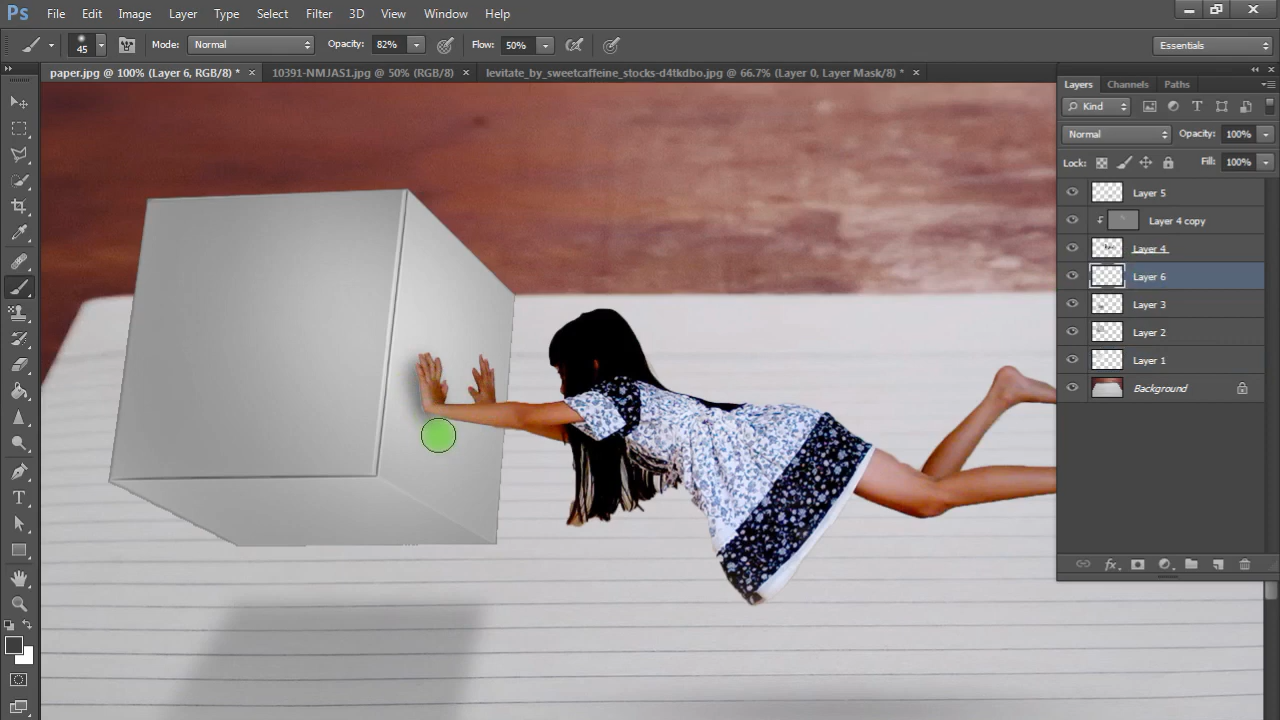 Ps File Edit Image Layer Type Select Filter 3D View Window Help
45 Mode: Normal Opacity: 82% Flow: 50% Essentials
paper.jpg @ 100% (Layer 6, RGB/8) * × 10391-NMJAS1.jpg @ 50% (RGB/8) × levitate_by_sweetcaffeine_stocks-d4tkdbo.jpg @ 66.7% (Layer 0, Layer Mask/8) * ×
Layers Channels Paths
Kind
Normal Opacity: 100%
Lock: Fill: 100%
Layer 5
Layer 4 copy
Layer 4
Layer 6
Layer 3
Layer 2
Layer 1
Background
fx